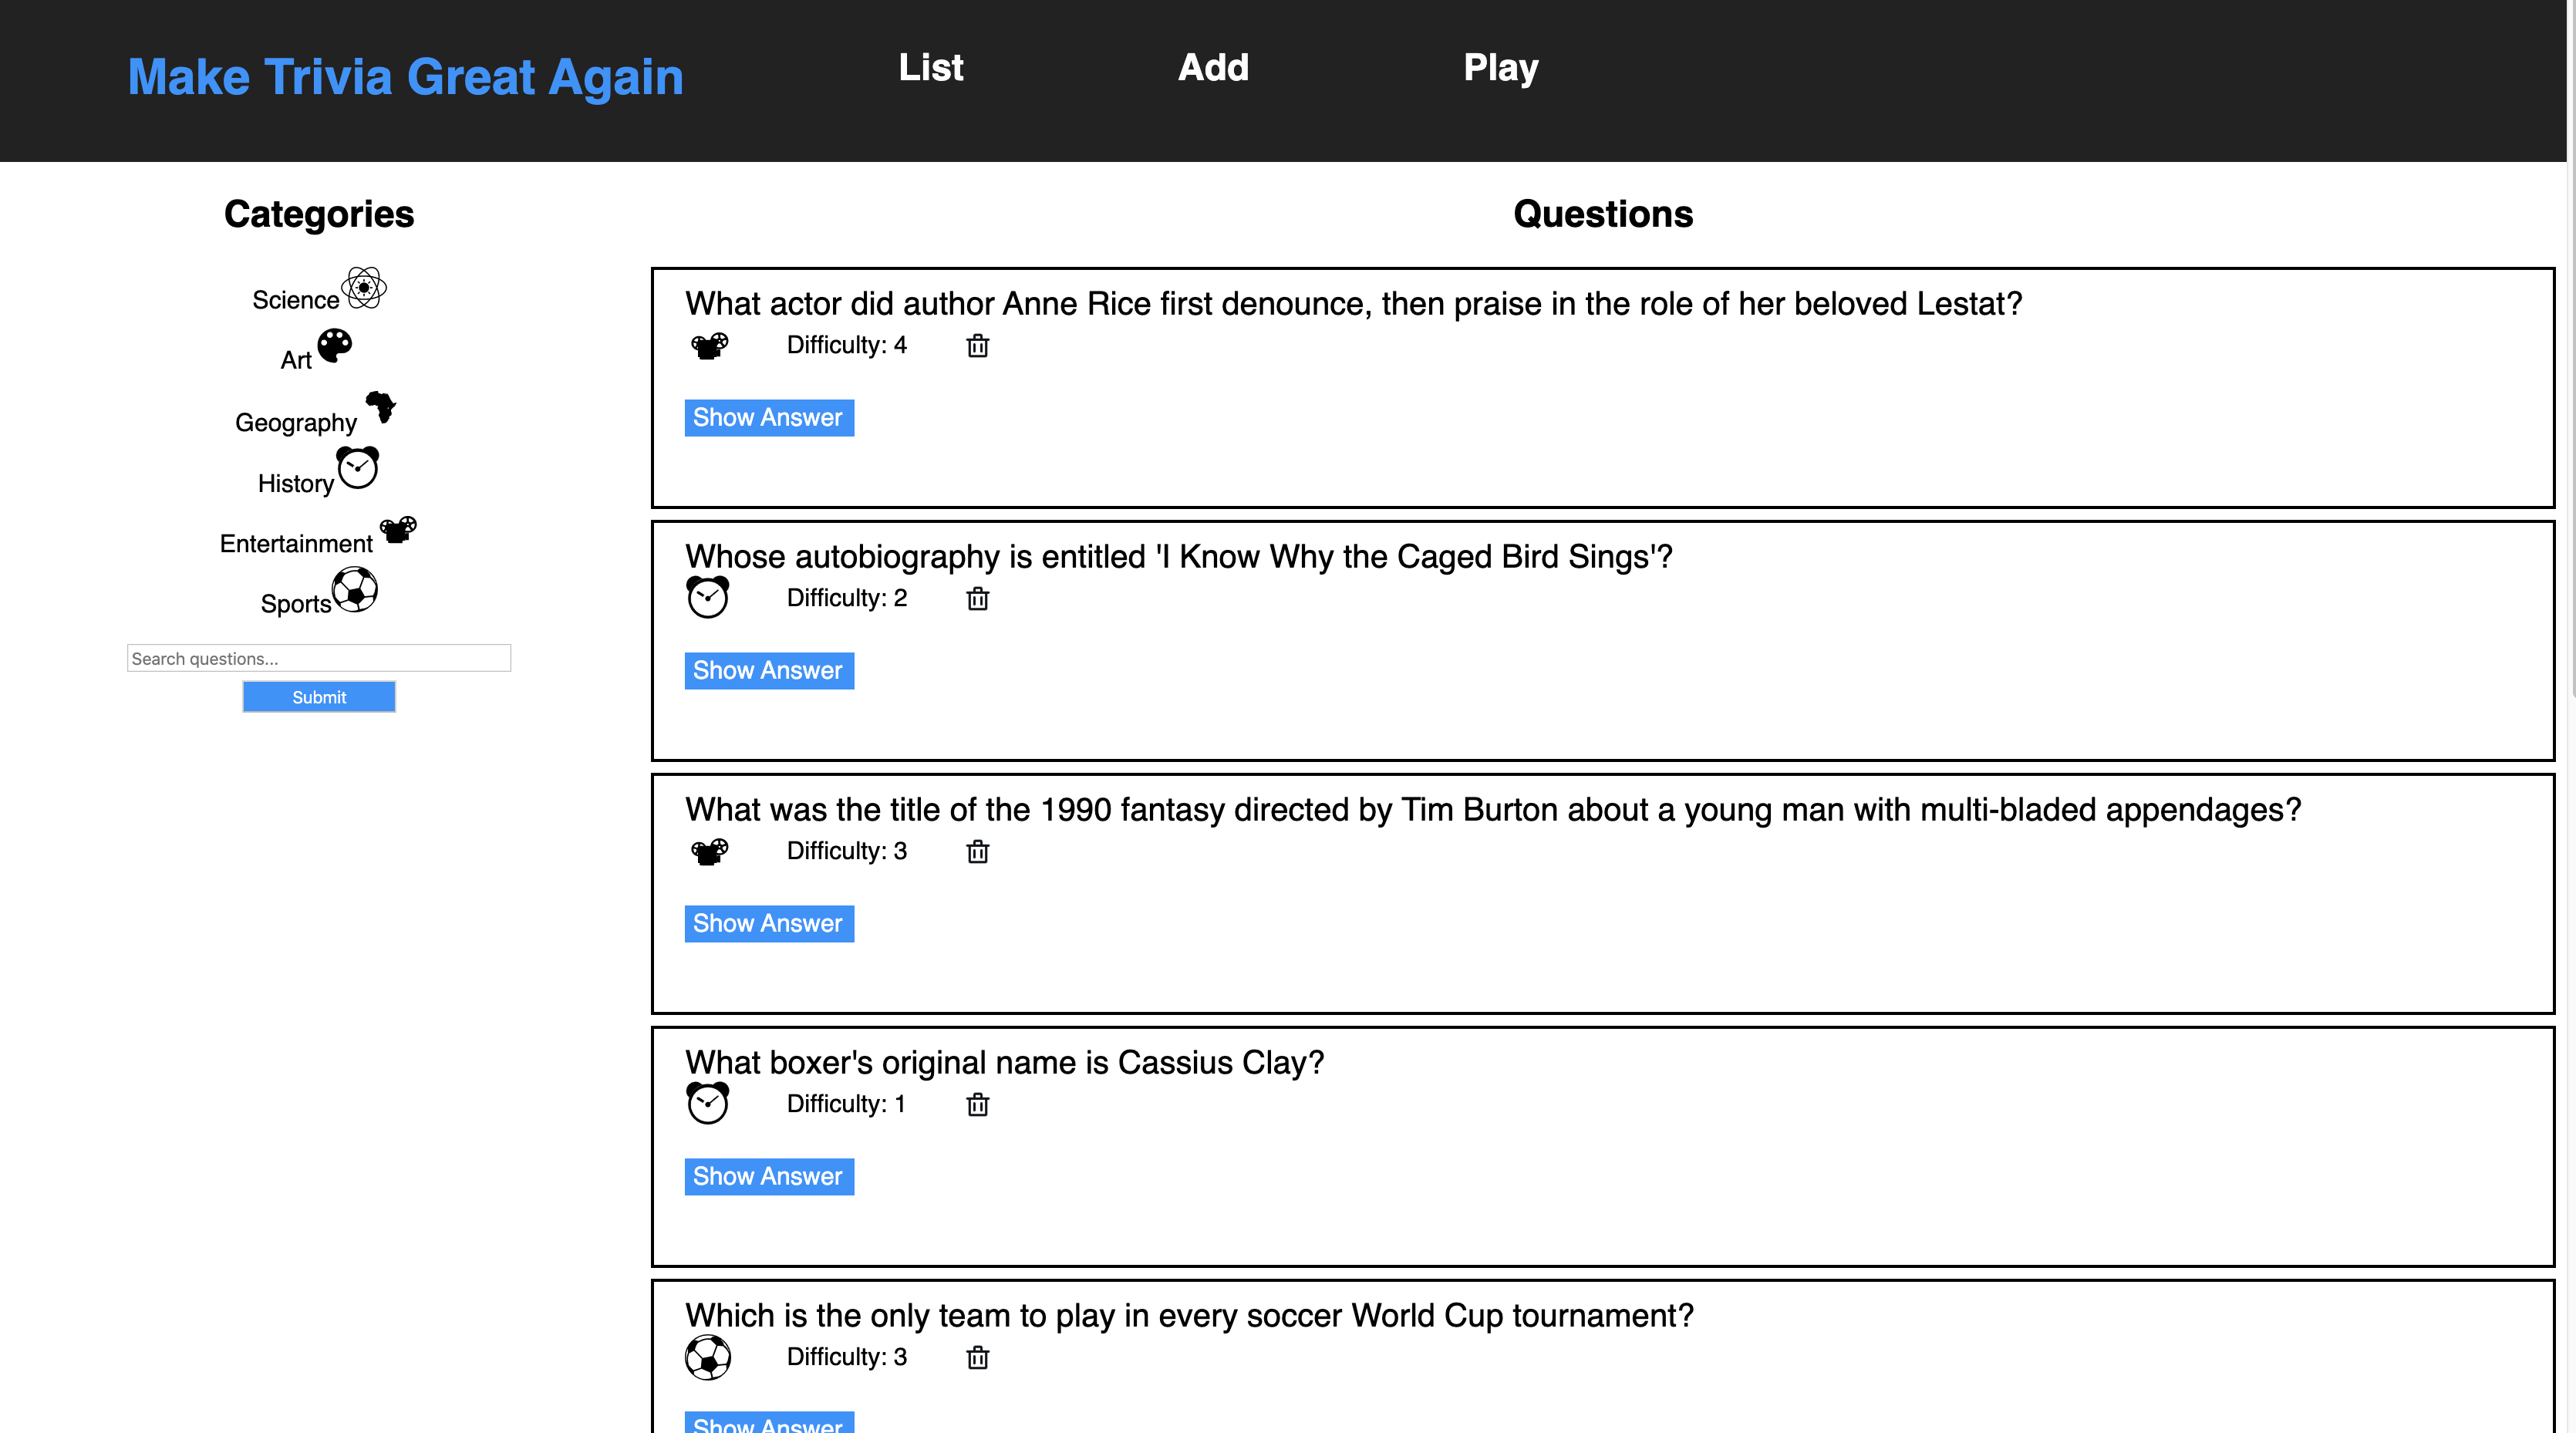 Make Trivia Great Again
List
Add
Play
Categories
Science
Art
Geography
History
Entertainment
Sports
Search questions...
Submit
Questions
What actor did author Anne Rice first denounce, then praise in the role of her beloved Lestat?
Difficulty: 4
Show Answer
Whose autobiography is entitled 'I Know Why the Caged Bird Sings'?
Difficulty: 2
Show Answer
What was the title of the 1990 fantasy directed by Tim Burton about a young man with multi-bladed appendages?
Difficulty: 3
Show Answer
What boxer's original name is Cassius Clay?
Difficulty: 1
Show Answer
Which is the only team to play in every soccer World Cup tournament?
Difficulty: 3
Show Answer